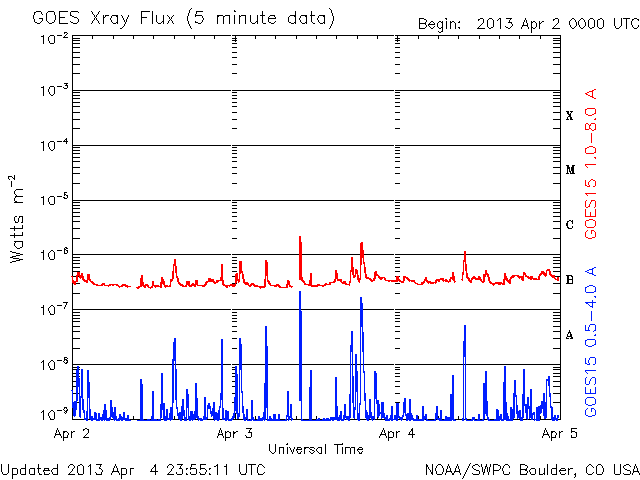 GOES Xray Flux (5 minute data)
Begin: 2013 Apr 2 0000 UTC
10-2
10-3
10-4
10-5
10-6
10-7
10-8
10-9
Watts m-2
X
M
C
B
A
GOES15 1.0-8.0 A
GOES15 0.5-4.0 A
Apr 2
Apr 3
Apr 4
Apr 5
Universal Time
Updated 2013 Apr 4 23:55:11 UTC
NOAA/SWPC Boulder, CO USA